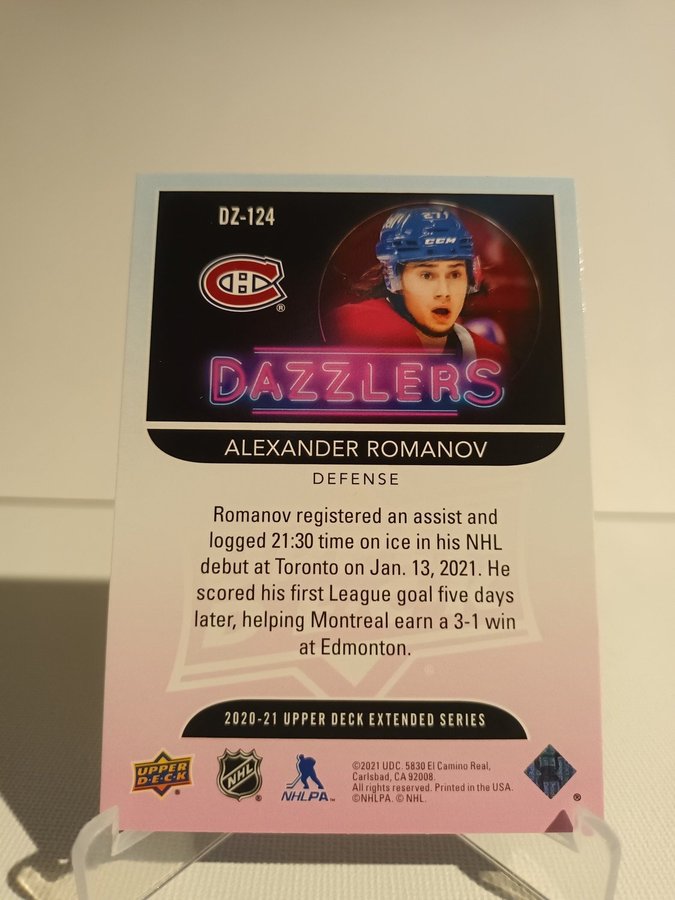 DZ-124
27
CCM
®
DAZZLERS
ALEXANDER ROMANOV
DEFENSE
Romanov registered an assist and
logged 21:30 time on ice in his NHL
debut at Toronto on Jan. 13, 2021. He
scored his first League goal five days
later, helping Montreal earn a 3-1 win
at Edmonton.
2020-21 UPPER DECK EXTENDED SERIES
UPPER DECK ®
NHL ®
NHLPA™
©2021 UDC. 5830 El Camino Real,
Carlsbad, CA 92008.
All rights reserved. Printed in the USA.
©NHLPA. © NHL.
®